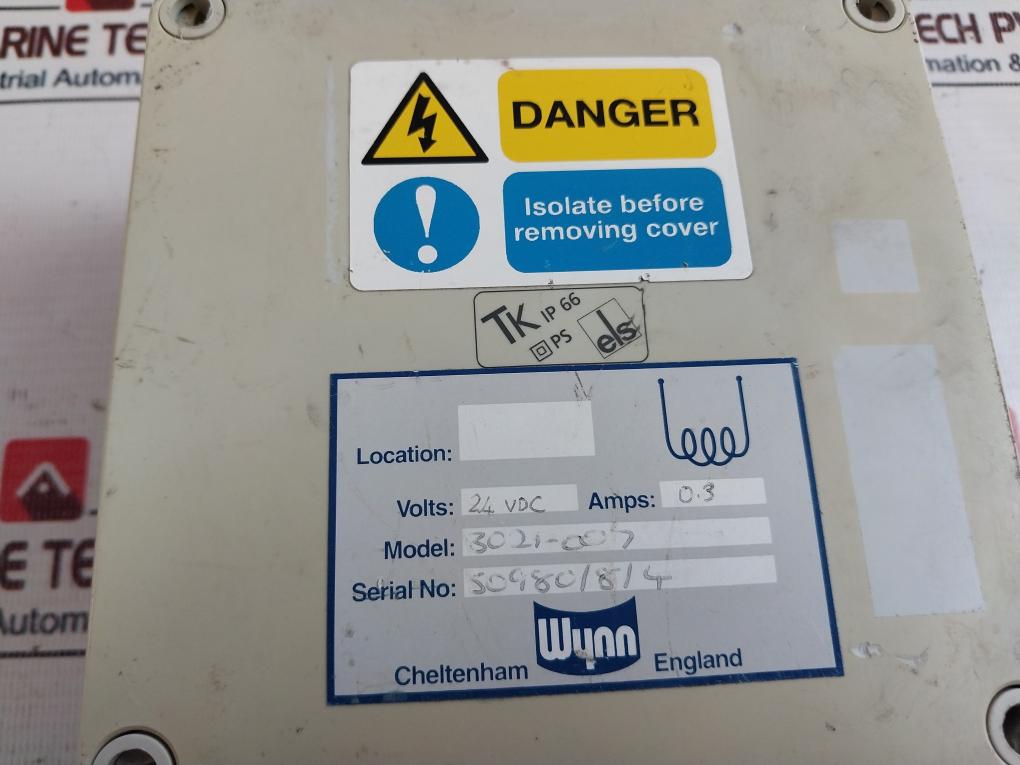 RINE TE
ECH PV
trial Autom
mation &
DANGER
Isolate before
removing cover
TK IP 66
PS els
Location:
Volts: 24 VDC Amps: 0.3
Model: 3021-007
Serial No: 50980/8/4
Wynn
Cheltenham England
E TE
Autom